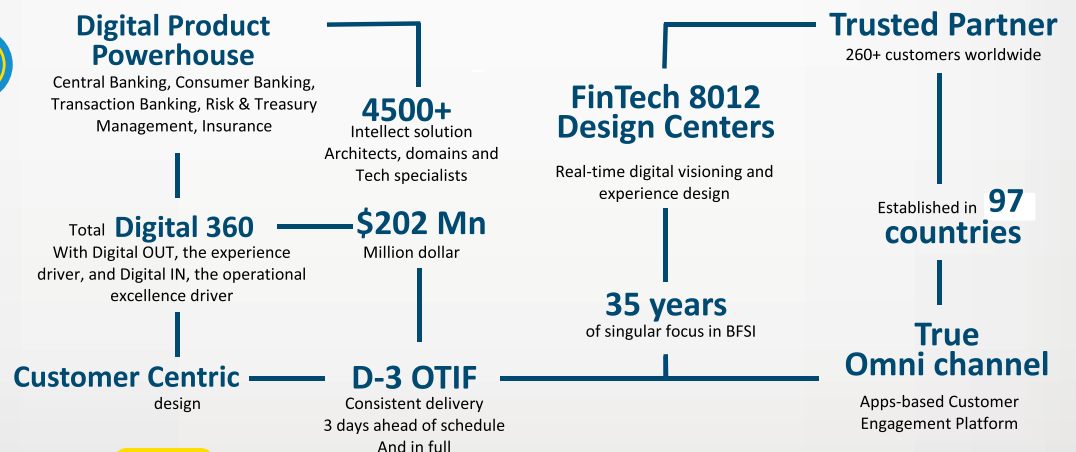 Digital Product
Powerhouse
Central Banking, Consumer Banking,
Transaction Banking, Risk & Treasury
Management, Insurance
Total Digital 360
With Digital OUT, the experience
driver, and Digital IN, the operational
excellence driver
Customer Centric
design
4500+
Intellect solution
Architects, domains and
Tech specialists
$202 Mn
Million dollar
D-3 OTIF
Consistent delivery
3 days ahead of schedule
And in full
FinTech 8012
Design Centers
Real-time digital visioning and
experience design
35 years
of singular focus in BFSI
Trusted Partner
260+ customers worldwide
Established in 97
countries
True
Omni channel
Apps-based Customer
Engagement Platform